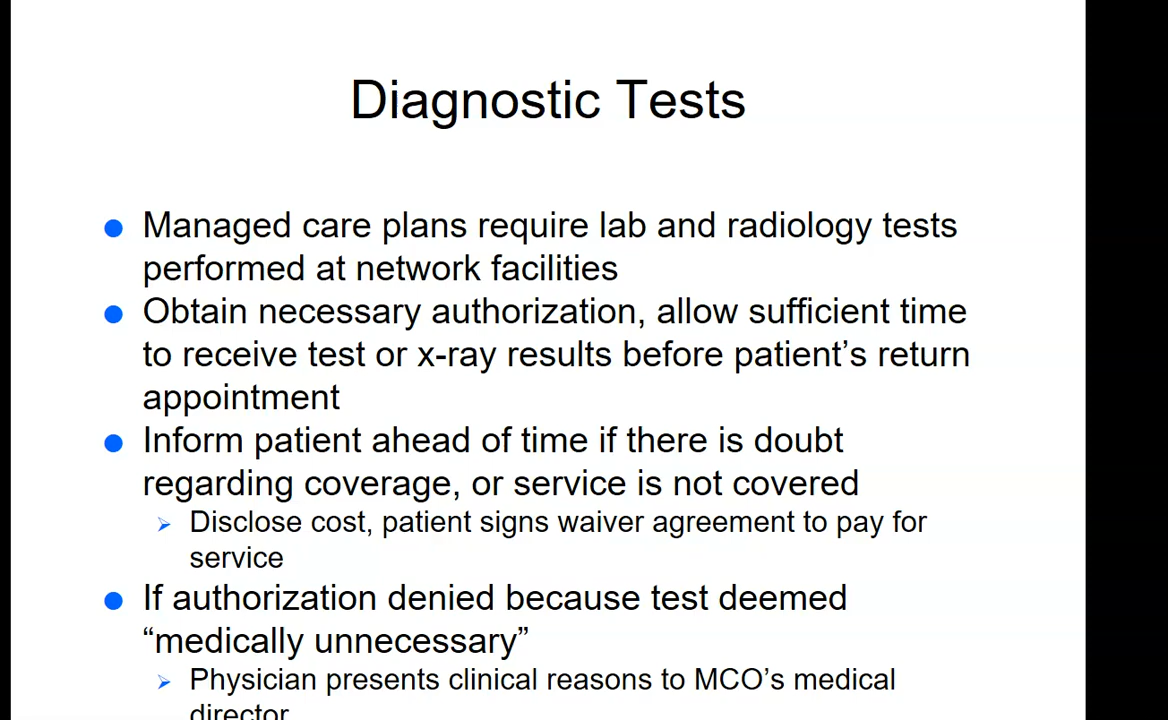 Diagnostic Tests
Managed care plans require lab and radiology tests
performed at network facilities
Obtain necessary authorization, allow sufficient time
to receive test or x-ray results before patient’s return
appointment
Inform patient ahead of time if there is doubt
regarding coverage, or service is not covered
Disclose cost, patient signs waiver agreement to pay for
service
If authorization denied because test deemed
“medically unnecessary”
Physician presents clinical reasons to MCO’s medical
director